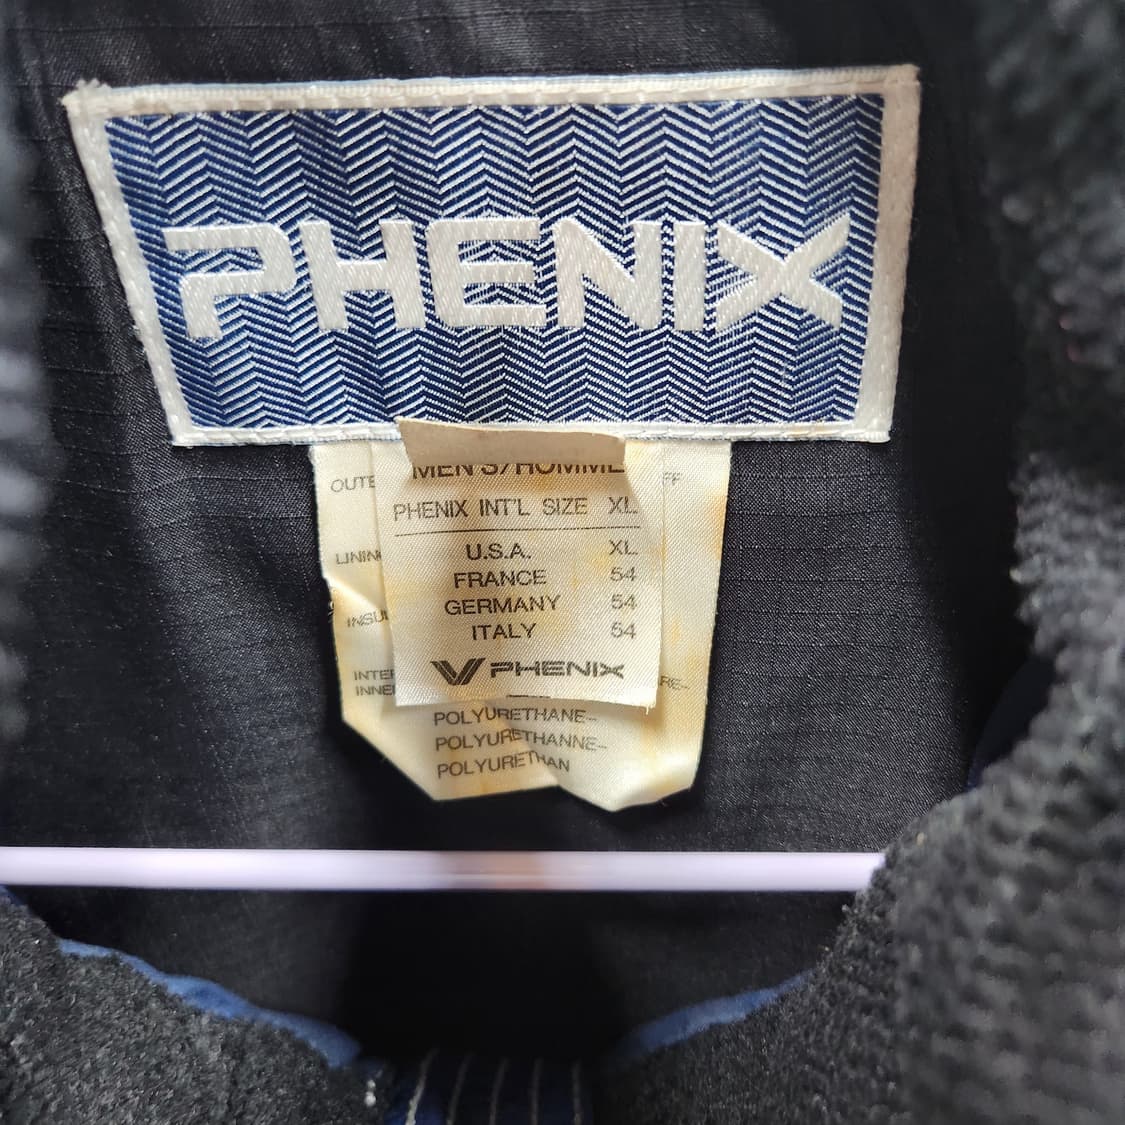 PHENIX
MEN'S/HOMME
PHENIX INT'L SIZE XL
U.S.A. XL
FRANCE 54
GERMANY 54
ITALY 54
PHENIX
POLYURETHANE-
POLYURETHANNE-
POLYURETHAN